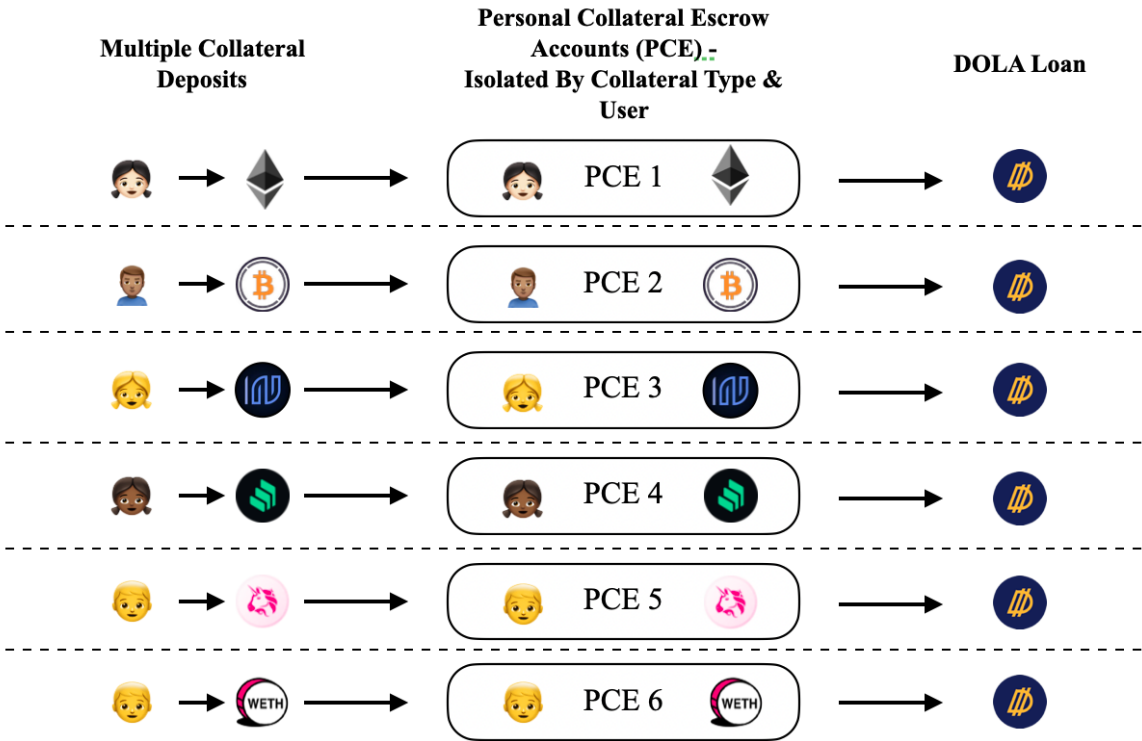 Multiple Collateral
Deposits
Personal Collateral Escrow
Accounts (PCE) -
Isolated By Collateral Type &
User
DOLA Loan
PCE 1
PCE 2
PCE 3
PCE 4
PCE 5
WETH
PCE 6
WETH